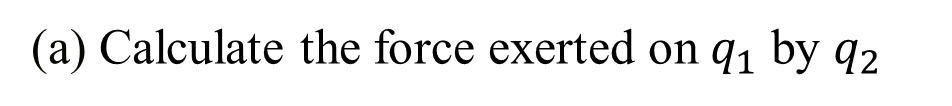 (a) Calculate the force exerted on 𝑞₁ by 𝑞₂